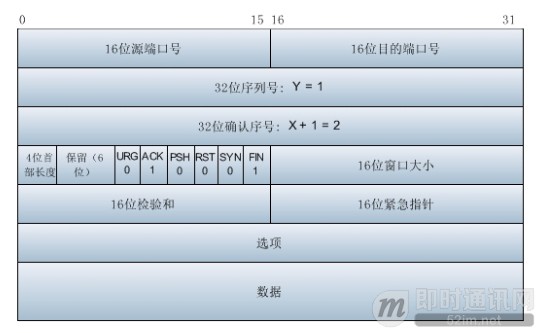 0 15 16 31
16位源端口号 16位目的端口号
32位序列号: Y = 1
32位确认序号: X + 1 = 2
4位首部长度 保留（6位） URG 0 ACK 1 PSH 0 RST 0 SYN 0 FIN 1 16位窗口大小
16位检验和 16位紧急指针
选项
数据
即时通讯网
52im.net